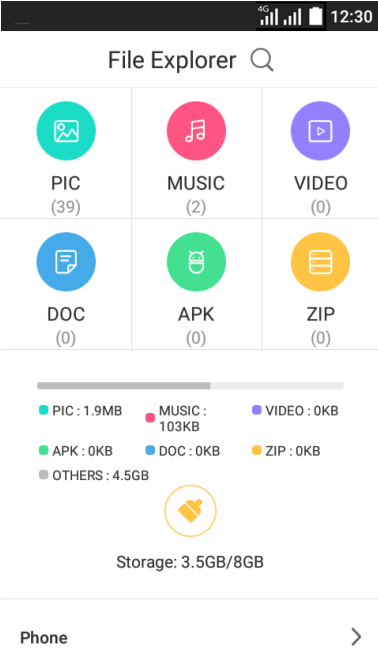 4G 12:30
File Explorer
PIC MUSIC VIDEO
(39) (2) (0)
DOC APK ZIP
(0) (0) (0)
PIC : 1.9MB MUSIC : 103KB VIDEO : 0KB
APK : 0KB DOC : 0KB ZIP : 0KB
OTHERS : 4.5GB
Storage: 3.5GB/8GB
Phone